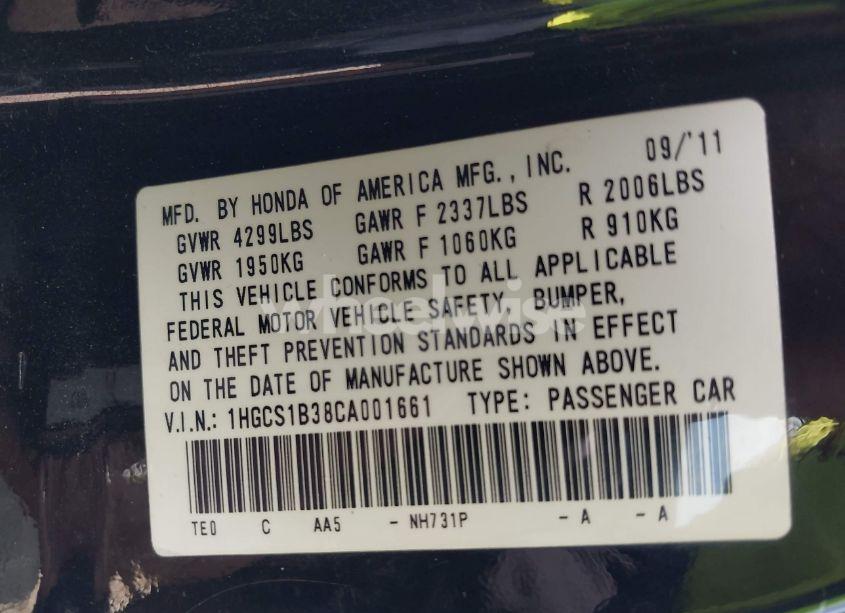 MFD. BY HONDA OF AMERICA MFG., INC. 09/'11
GVWR 4299LBS GAWR F 2337LBS R 2006LBS
GVWR 1950KG GAWR F 1060KG R 910KG
THIS VEHICLE CONFORMS TO ALL APPLICABLE
FEDERAL MOTOR VEHICLE SAFETY, BUMPER,
AND THEFT PREVENTION STANDARDS IN EFFECT
ON THE DATE OF MANUFACTURE SHOWN ABOVE.
V.I.N.: 1HGCS1B38CA001661 TYPE: PASSENGER CAR
TE0 C AA5 - NH731P - A - A
wheelwise